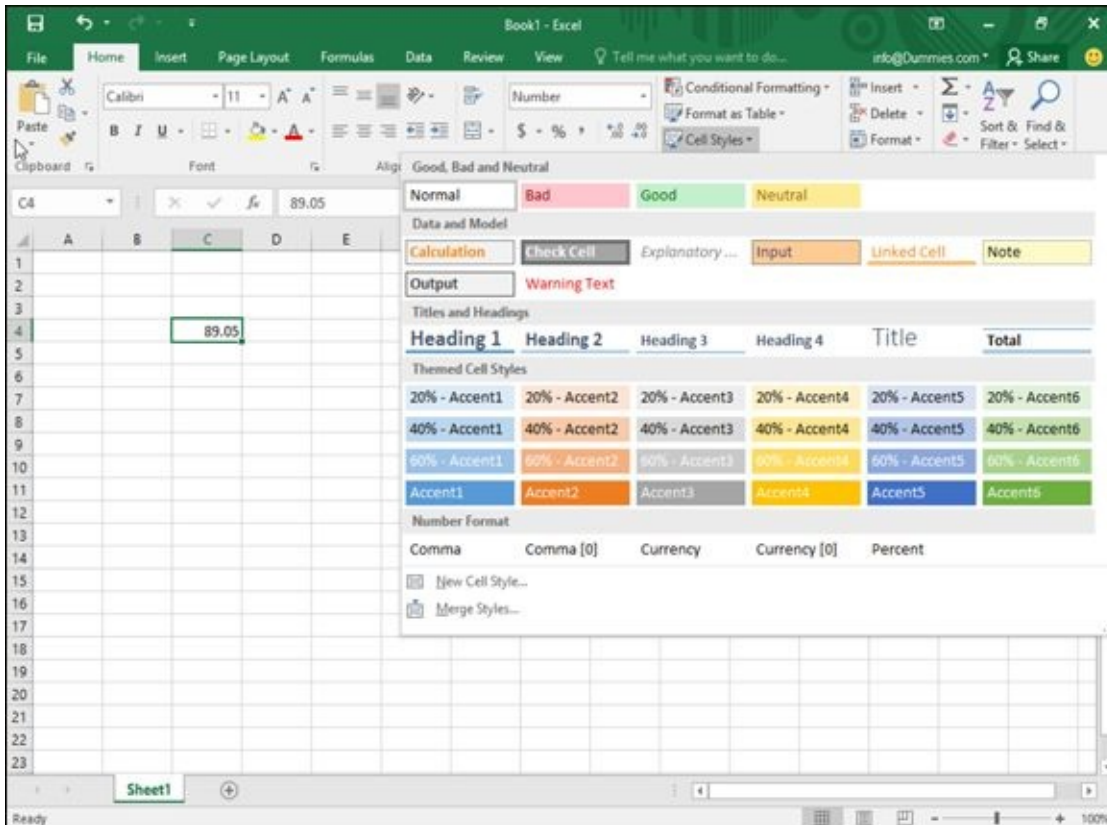 Book1 - Excel
File Home Insert Page Layout Formulas Data Review View Tell me what you want to do... info@Dummies.com Share
Paste
Calibri 11 A A
B I U A
Number
$ % ,
Conditional Formatting
Format as Table
Cell Styles
Insert
Delete
Format
Σ
A Z
Sort & Filter
Find & Select
Clipboard Font
C4 fx 89.05
A B C D E
1
2
3
4 89.05
5
6
7
8
9
10
11
12
13
14
15
16
17
18
19
20
21
22
23
Good, Bad and Neutral
Normal Bad Good Neutral
Data and Model
Calculation Check Cell Explanatory ... Input Linked Cell Note
Output Warning Text
Titles and Headings
Heading 1 Heading 2 Heading 3 Heading 4 Title Total
Themed Cell Styles
20% - Accent1 20% - Accent2 20% - Accent3 20% - Accent4 20% - Accent5 20% - Accent6
40% - Accent1 40% - Accent2 40% - Accent3 40% - Accent4 40% - Accent5 40% - Accent6
60% - Accent1 60% - Accent2 60% - Accent3 60% - Accent4 60% - Accent5 60% - Accent6
Accent1 Accent2 Accent3 Accent4 Accent5 Accent6
Number Format
Comma Comma [0] Currency Currency [0] Percent
New Cell Style...
Merge Styles...
Sheet1
Ready 100%